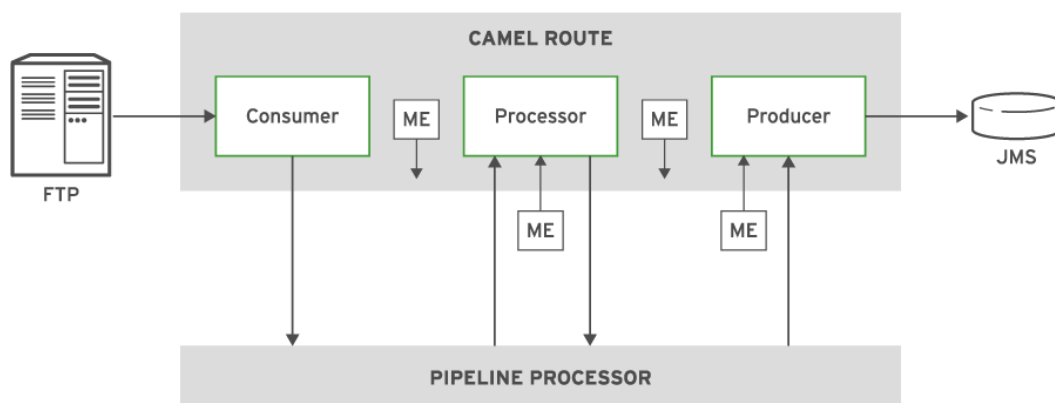 CAMEL ROUTE
Consumer
ME
Processor
ME
Producer
FTP
JMS
ME
ME
PIPELINE PROCESSOR